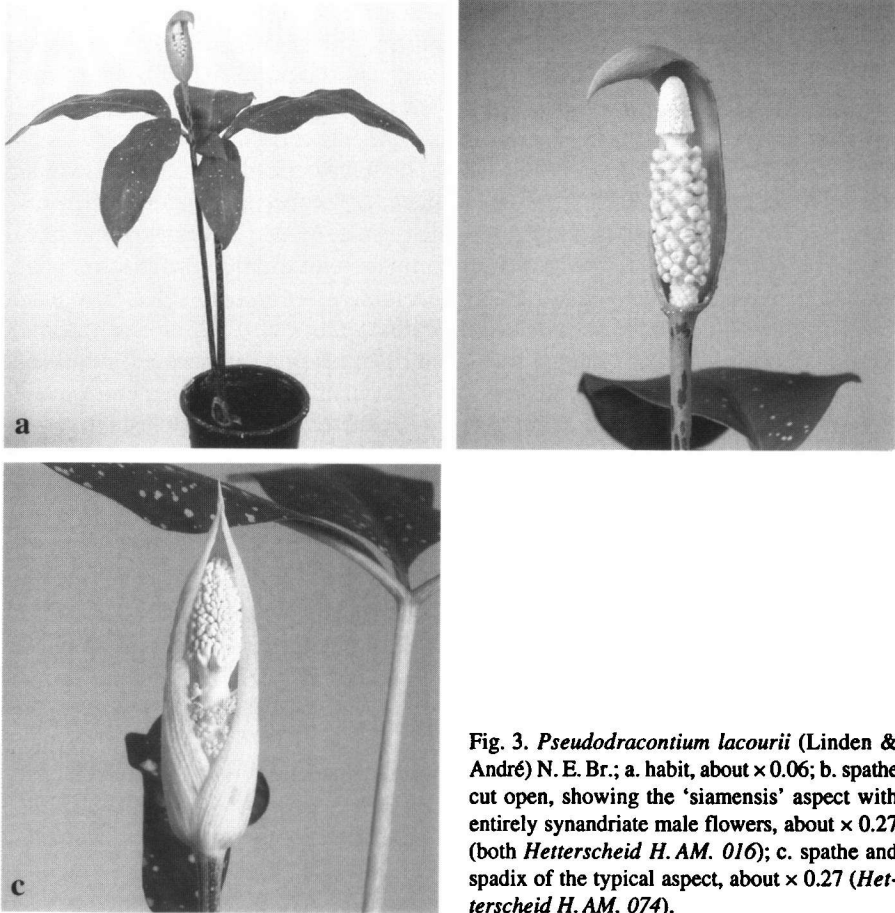 a
c
Fig. 3. Pseudodracontium lacourii (Linden &
André) N. E. Br.; a. habit, about × 0.06; b. spathe
cut open, showing the ‘siamensis’ aspect with
entirely synandriate male flowers, about × 0.27
(both Hetterscheid H. AM. 016); c. spathe and
spadix of the typical aspect, about × 0.27 (Het-
terscheid H. AM. 074).